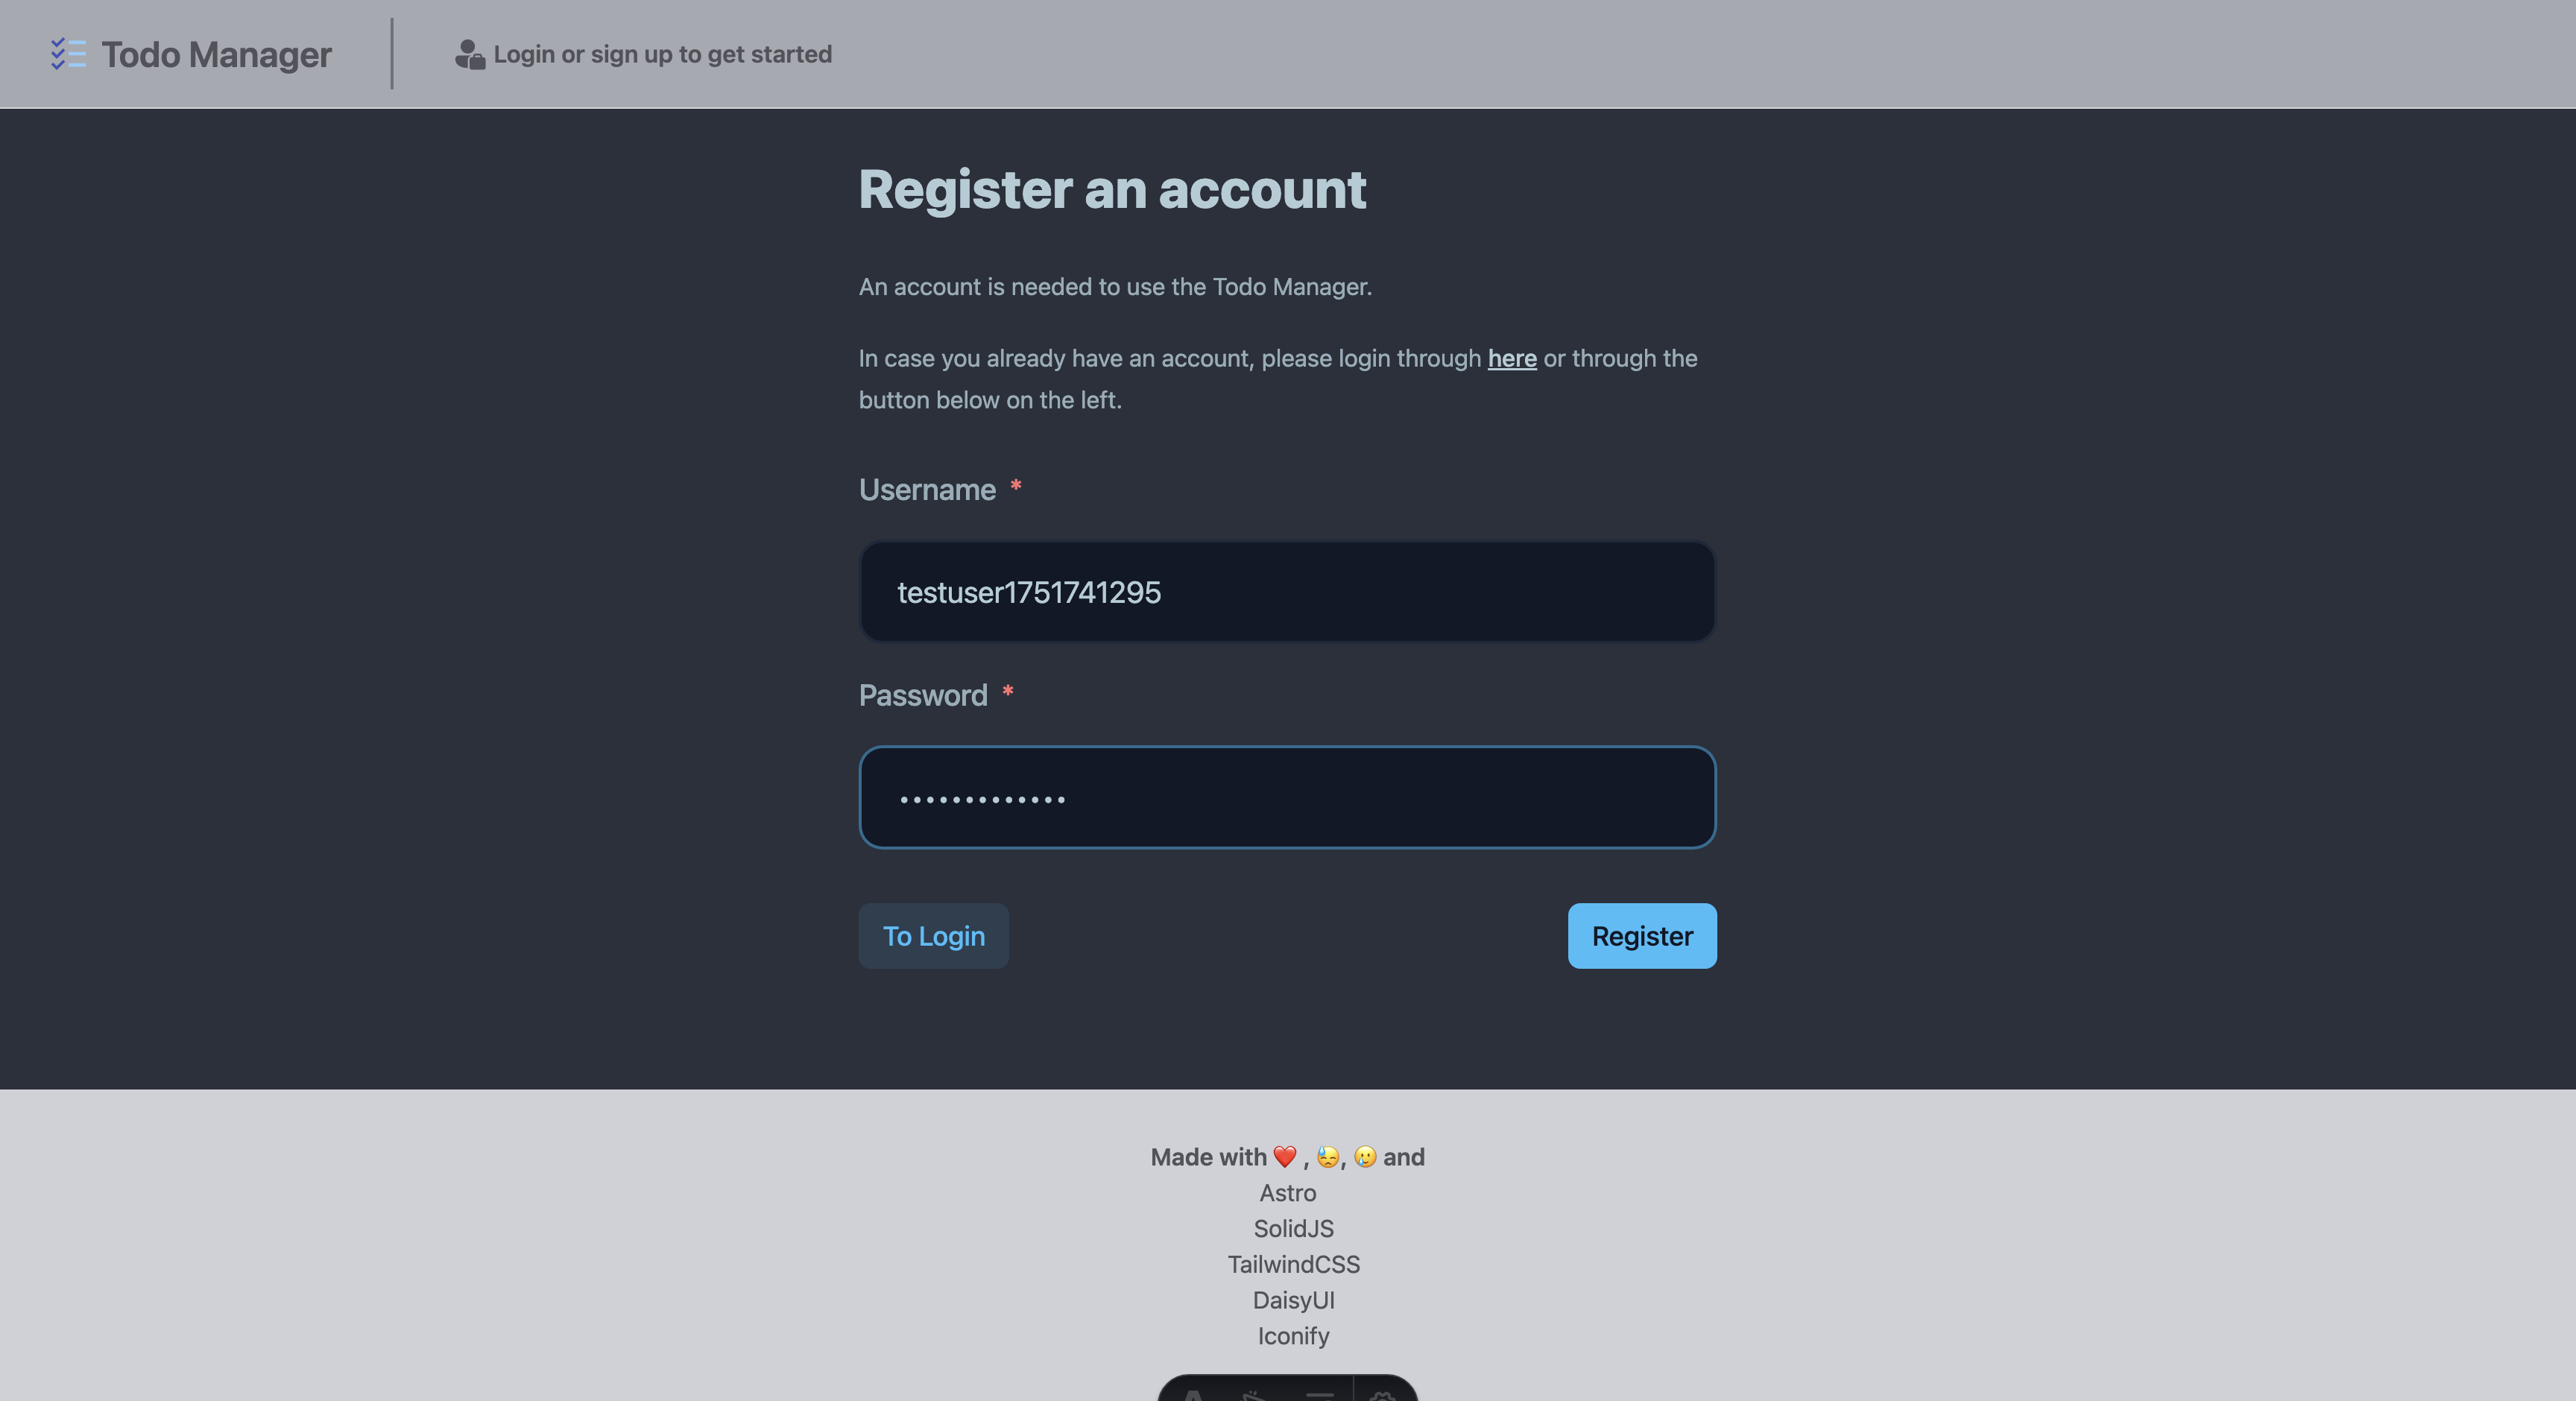 Todo Manager
Login or sign up to get started
Register an account
An account is needed to use the Todo Manager.
In case you already have an account, please login through here or through the
button below on the left.
Username *
testuser1751741295
Password *
•••••••••••••
To Login
Register
Made with ❤️ , 😓, 🥲 and
Astro
SolidJS
TailwindCSS
DaisyUI
Iconify